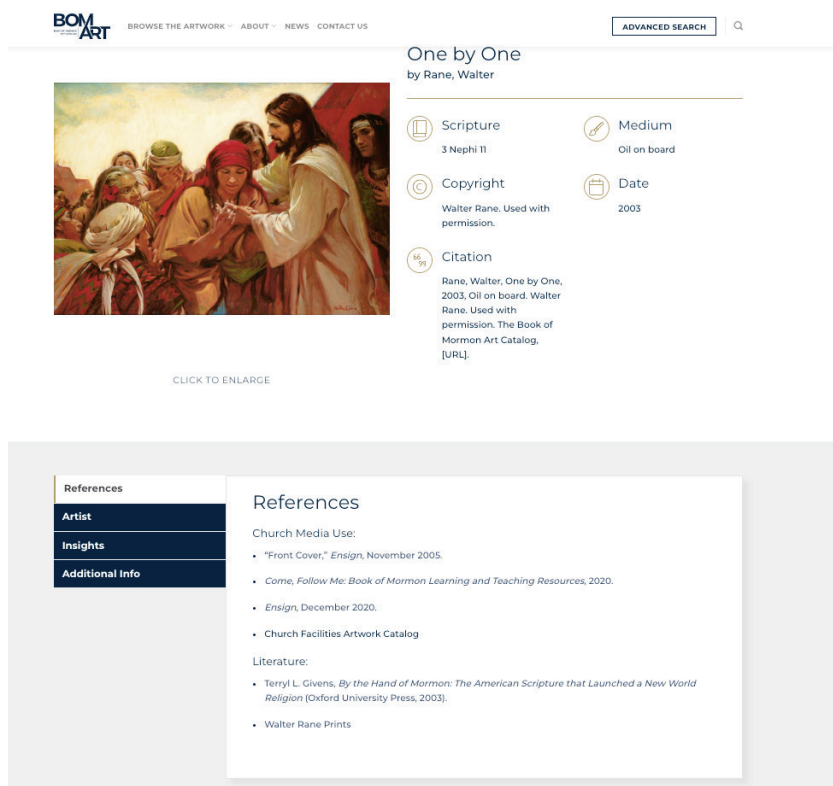 BOM
ART
BROWSE THE ARTWORK
ABOUT
NEWS
CONTACT US
ADVANCED SEARCH
One by One
by Rane, Walter
Scripture
3 Nephi 11
Medium
Oil on board
Copyright
Walter Rane. Used with
permission.
Date
2003
Citation
Rane, Walter, One by One,
2003, Oil on board. Walter
Rane. Used with
permission. The Book of
Mormon Art Catalog,
[URL].
CLICK TO ENLARGE
References
Artist
Insights
Additional Info
References
Church Media Use:
• “Front Cover,” Ensign, November 2005.
• Come, Follow Me: Book of Mormon Learning and Teaching Resources, 2020.
• Ensign, December 2020.
• Church Facilities Artwork Catalog
Literature:
• Terryl L. Givens, By the Hand of Mormon: The American Scripture that Launched a New World
Religion (Oxford University Press, 2003).
• Walter Rane Prints